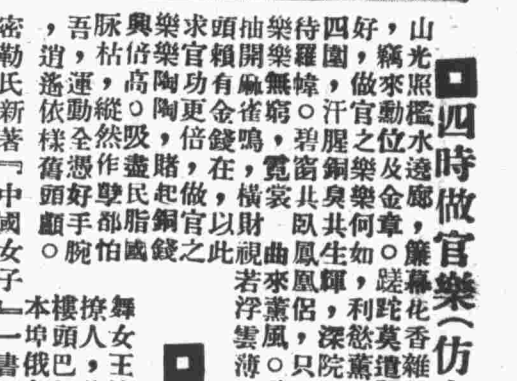 ■四時做官樂(仿
山光照檻水遶廊,簾幕花香雜
,竊來勳位及金章。蹉跎莫遣
好,做官之樂樂何如,利慾薰
四圍,汗腥銅臭共生輝,深院
待羅幃。碧窗共臥鳳凰侶,只
樂樂無窮,霓裳 曲來薰風。
抽開麻雀鳴,橫財視若浮雲薄
頭賴有金錢在,以此
求官功更倍,做官之
樂樂陶陶,賭起銅錢
興倍高。吸盡民脂國
脉枯,縱然作孽都怕
吾,運動全憑好手腕
,逍遙依樣舊頭顱。
■
舞女王
撩人,
樓頭巴
本埠俄
密勒氏新著『中國女子』一書